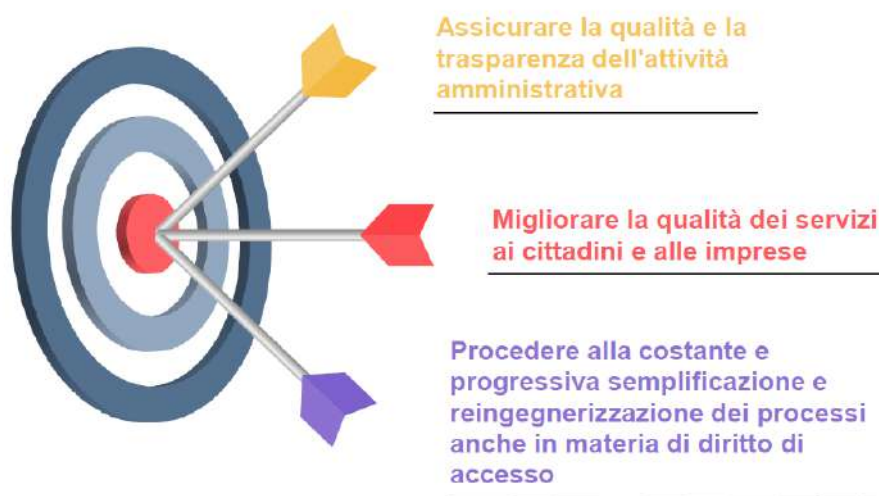 Assicurare la qualità e la
trasparenza dell'attività
amministrativa
Migliorare la qualità dei servizi
ai cittadini e alle imprese
Procedere alla costante e
progressiva semplificazione e
reingegnerizzazione dei processi
anche in materia di diritto di
accesso